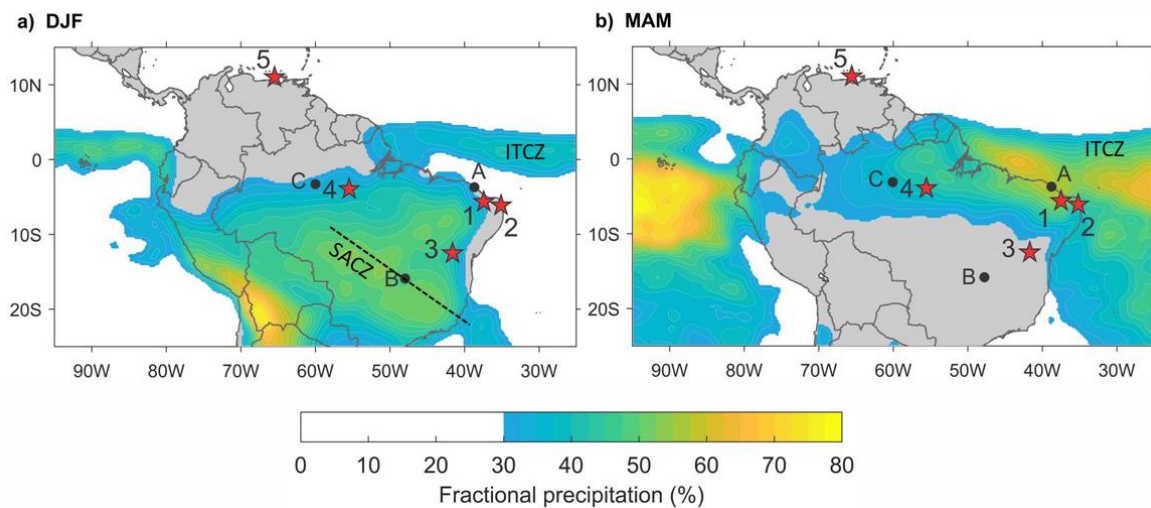 a) DJF
b) MAM
5
ITCZ
C
4
A
1
2
3
SACZ
B
10N
0
10S
20S
90W
80W
70W
60W
50W
40W
30W
5
ITCZ
C
4
A
1
2
3
B
10N
0
10S
20S
90W
80W
70W
60W
50W
40W
30W
0 10 20 30 40 50 60 70 80
Fractional precipitation (%)